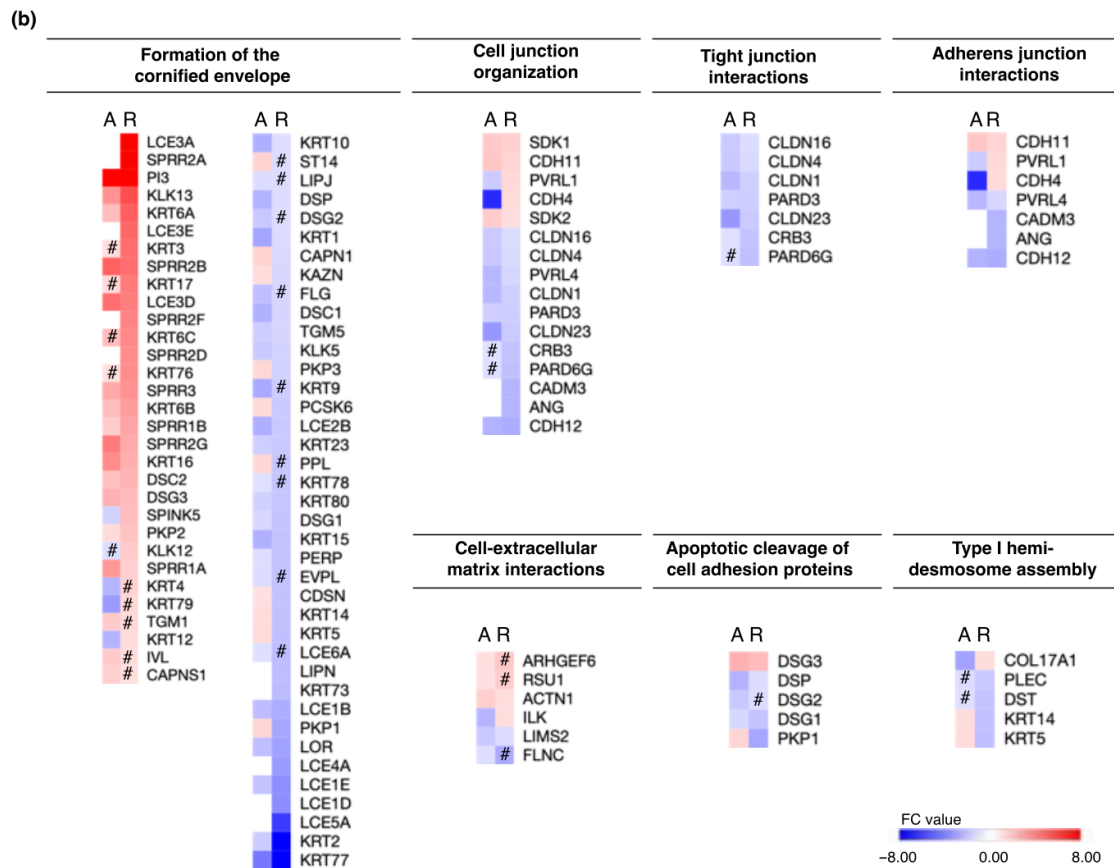 (b)
Formation of the
cornified envelope
A R
LCE3A
SPRR2A
PI3
KLK13
KRT6A
LCE3E
# KRT3
SPRR2B
# KRT17
LCE3D
SPRR2F
# KRT6C
SPRR2D
# KRT76
SPRR3
KRT6B
SPRR1B
SPRR2G
KRT16
DSC2
DSG3
SPINK5
PKP2
# KLK12
SPRR1A
# KRT4
# KRT79
# TGM1
KRT12
# IVL
# CAPNS1
A R
KRT10
# ST14
# LIPJ
DSP
# DSG2
KRT1
CAPN1
KAZN
# FLG
DSC1
TGM5
KLK5
PKP3
# KRT9
PCSK6
LCE2B
KRT23
# PPL
# KRT78
KRT80
DSG1
KRT15
PERP
# EVPL
CDSN
KRT14
KRT5
# LCE6A
LIPN
KRT73
LCE1B
PKP1
LOR
LCE4A
LCE1E
LCE1D
LCE5A
KRT2
KRT77
Cell junction
organization
A R
SDK1
CDH11
PVRL1
CDH4
SDK2
CLDN16
CLDN4
PVRL4
CLDN1
PARD3
CLDN23
# CRB3
# PARD6G
CADM3
ANG
CDH12
Tight junction
interactions
A R
CLDN16
CLDN4
CLDN1
PARD3
CLDN23
CRB3
# PARD6G
Adherens junction
interactions
A R
CDH11
PVRL1
CDH4
PVRL4
CADM3
ANG
CDH12
Cell-extracellular
matrix interactions
A R
# ARHGEF6
# RSU1
ACTN1
ILK
LIMS2
# FLNC
Apoptotic cleavage of
cell adhesion proteins
A R
DSG3
DSP
# DSG2
DSG1
PKP1
Type I hemi-
desmosome assembly
A R
COL17A1
# PLEC
# DST
KRT14
KRT5
FC value
−8.00 0.00 8.00